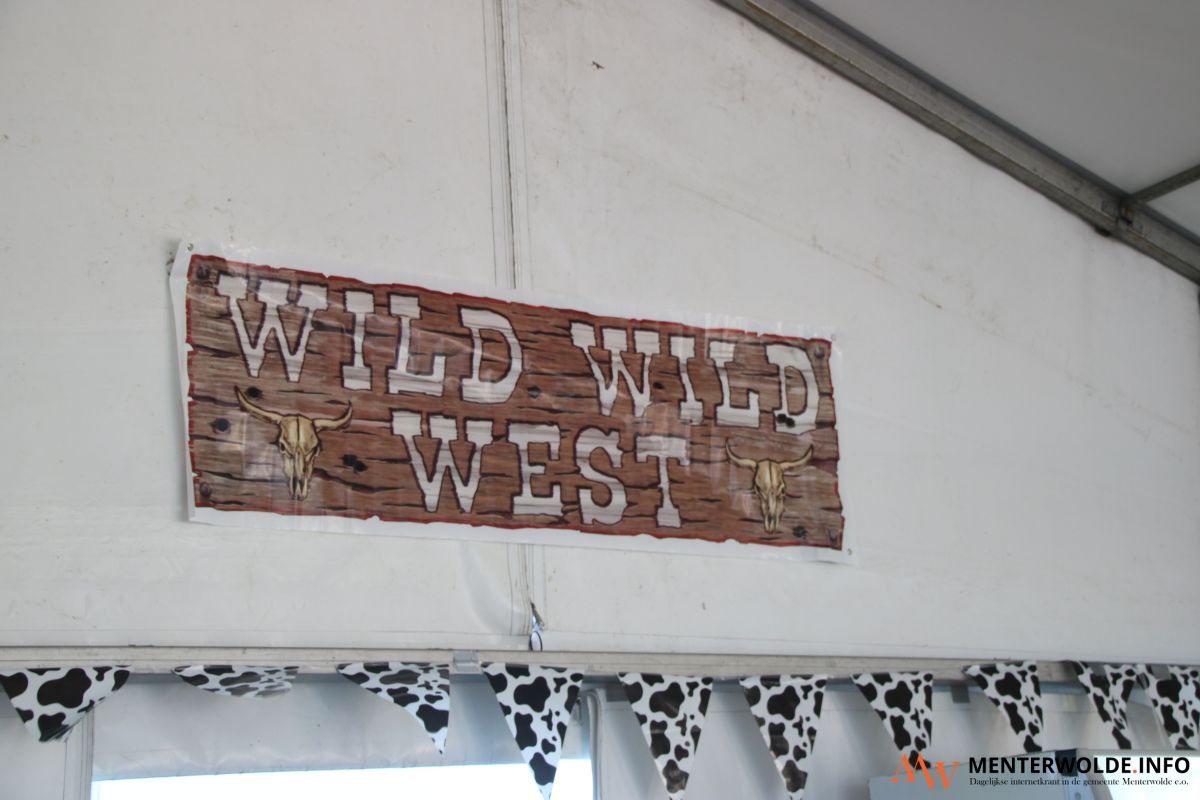 WILD WILD
WEST
MENTERWOLDE.INFO
Dagelijkse internetkrant in de gemeente Menterwolde e.o.